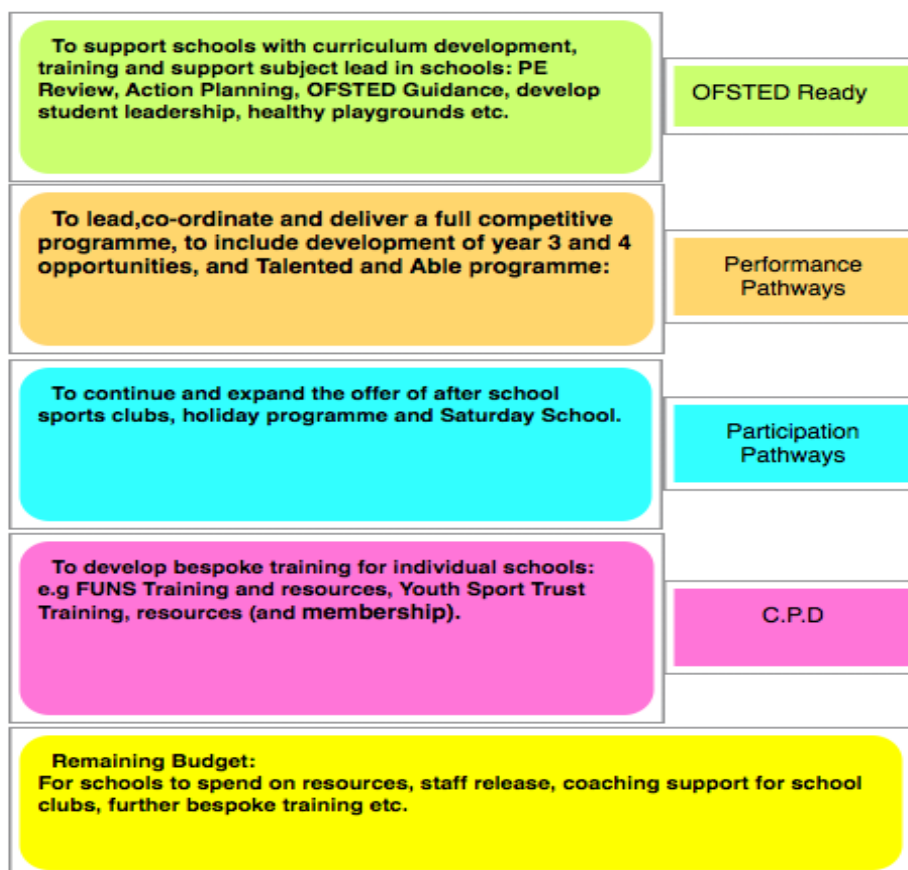 To support schools with curriculum development,
training and support subject lead in schools: PE
Review, Action Planning, OFSTED Guidance, develop
student leadership, healthy playgrounds etc.
OFSTED Ready
To lead,co-ordinate and deliver a full competitive
programme, to include development of year 3 and 4
opportunities, and Talented and Able programme:
Performance
Pathways
To continue and expand the offer of after school
sports clubs, holiday programme and Saturday School.
Participation
Pathways
To develop bespoke training for individual schools:
e.g FUNS Training and resources, Youth Sport Trust
Training, resources (and membership).
C.P.D
Remaining Budget:
For schools to spend on resources, staff release, coaching support for school
clubs, further bespoke training etc.